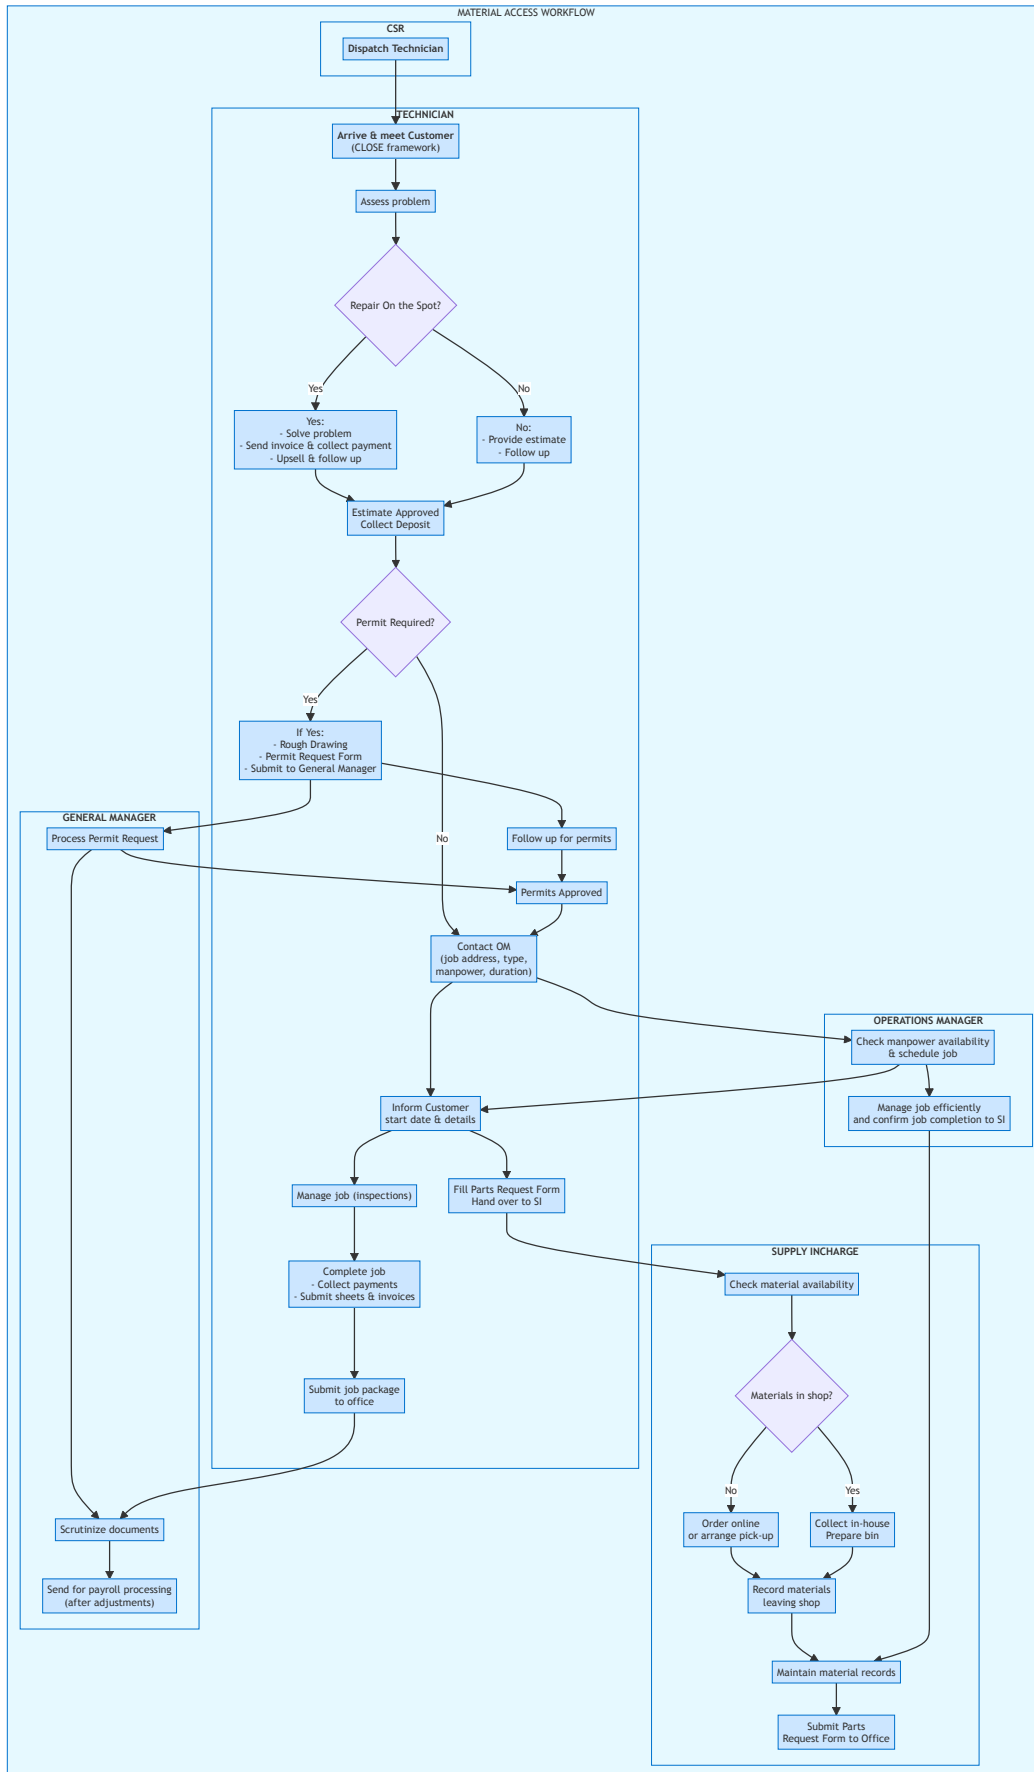 MATERIAL ACCESS WORKFLOW
CSR
Dispatch Technician
TECHNICIAN
Arrive & meet Customer
(CLOSE framework)
Assess problem
Repair On the Spot?
Yes
No
Yes:
- Solve problem
- Send invoice & collect payment
- Upsell & follow up
No:
- Provide estimate
- Follow up
Estimate Approved
Collect Deposit
Permit Required?
Yes
If Yes:
- Rough Drawing
- Permit Request Form
- Submit to General Manager
No
GENERAL MANAGER
Process Permit Request
Follow up for permits
Permits Approved
Contact OM
(job address, type,
manpower, duration)
OPERATIONS MANAGER
Check manpower availability
& schedule job
Inform Customer
start date & details
Manage job efficiently
and confirm job completion to SI
Manage job (inspections)
Fill Parts Request Form
Hand over to SI
SUPPLY INCHARGE
Check material availability
Complete job
- Collect payments
- Submit sheets & invoices
Submit job package
to office
Materials in shop?
No
Yes
Order online
or arrange pick-up
Collect in-house
Prepare bin
Scrutinize documents
Send for payroll processing
(after adjustments)
Record materials
leaving shop
Maintain material records
Submit Parts
Request Form to Office